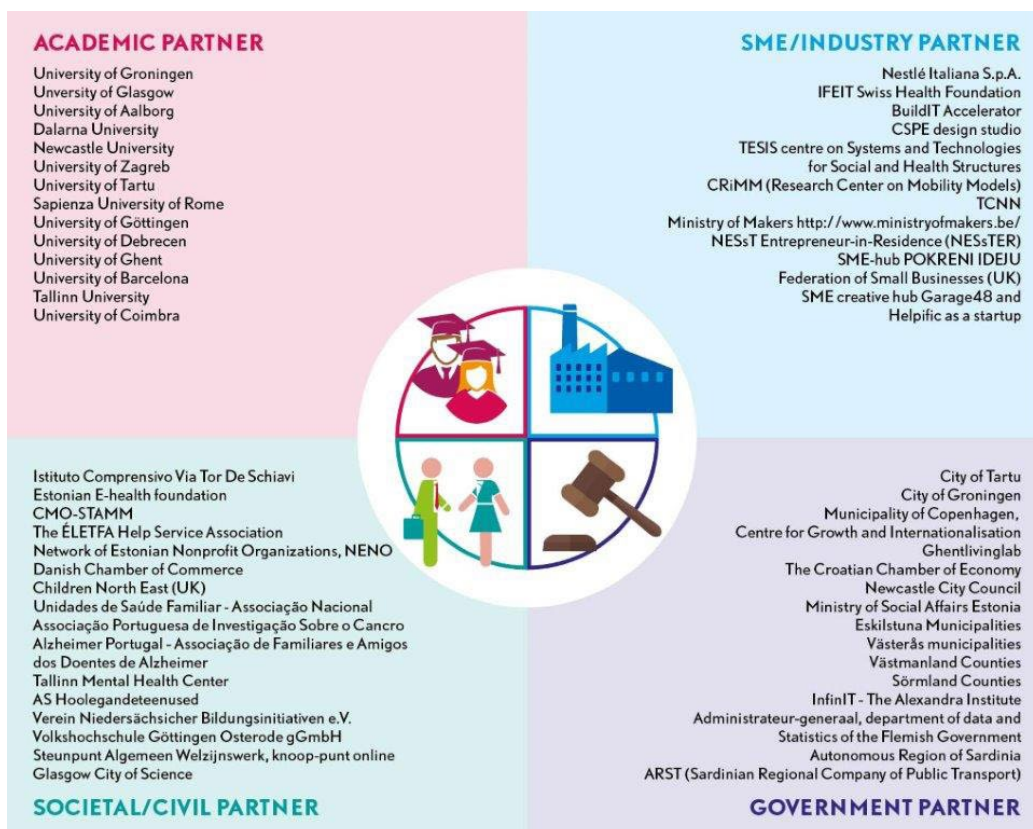 ACADEMIC PARTNER
University of Groningen
Unversity of Glasgow
University of Aalborg
Dalarna University
Newcastle University
University of Zagreb
University of Tartu
Sapienza University of Rome
University of Göttingen
University of Debrecen
University of Ghent
University of Barcelona
Tallinn University
University of Coimbra
SME/INDUSTRY PARTNER
Nestlé Italiana S.p.A.
IFEIT Swiss Health Foundation
BuildIT Accelerator
CSPE design studio
TESIS centre on Systems and Technologies
for Social and Health Structures
CRiMM (Research Center on Mobility Models)
TCNN
Ministry of Makers http://www.ministryofmakers.be/
NESsT Entrepreneur-in-Residence (NESsTER)
SME-hub POKRENI IDEJU
Federation of Small Businesses (UK)
SME creative hub Garage48 and
Helpific as a startup
Istituto Comprensivo Via Tor De Schiavi
Estonian E-health foundation
CMO-STAMM
The ÉLETFA Help Service Association
Network of Estonian Nonprofit Organizations, NENO
Danish Chamber of Commerce
Children North East (UK)
Unidades de Saúde Familiar - Associação Nacional
Associação Portuguesa de Investigação Sobre o Cancro
Alzheimer Portugal - Associação de Familiares e Amigos
dos Doentes de Alzheimer
Tallinn Mental Health Center
AS Hoolegandeteenused
Verein Niedersächsicher Bildungsinitiativen e.V.
Volkshochschule Göttingen Osterode gGmbH
Steunpunt Algemeen Welzijnswerk, knoop-punt online
Glasgow City of Science
SOCIETAL/CIVIL PARTNER
City of Tartu
City of Groningen
Municipality of Copenhagen,
Centre for Growth and Internationalisation
Ghentlivinglab
The Croatian Chamber of Economy
Newcastle City Council
Ministry of Social Affairs Estonia
Eskilstuna Municipalities
Västerås municipalities
Västmanland Counties
Sörmland Counties
InfinIT - The Alexandra Institute
Administrateur-generaal, department of data and
Statistics of the Flemish Government
Autonomous Region of Sardinia
ARST (Sardinian Regional Company of Public Transport)
GOVERNMENT PARTNER